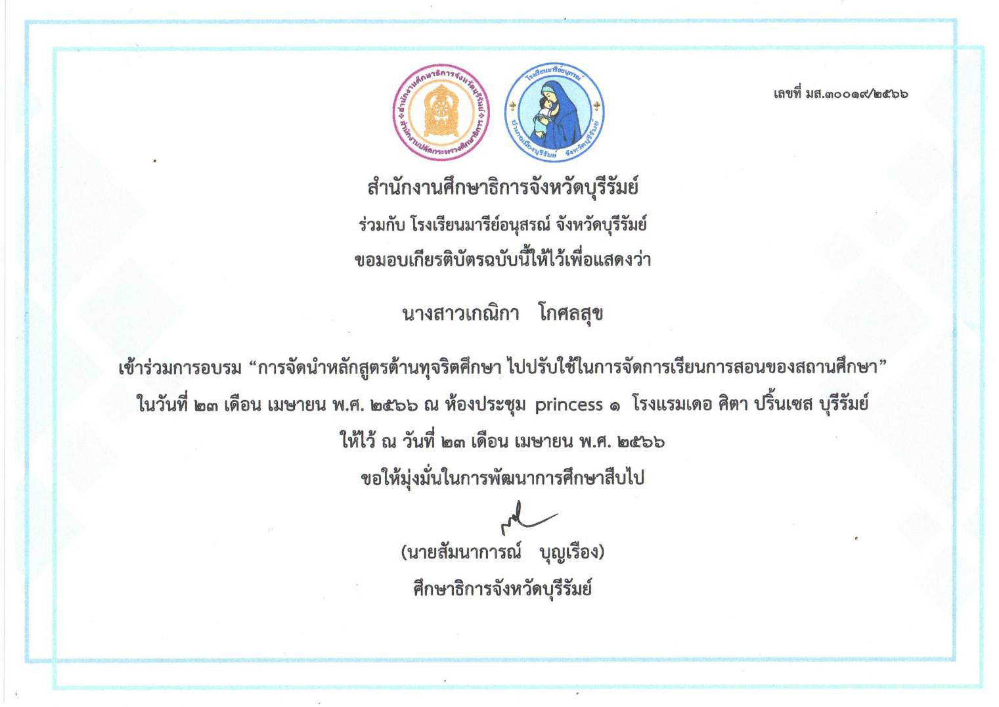 สำนักงานศึกษาธิการจังหวัดบุรีรัมย์
สำนักงานปลัดกระทรวงศึกษาธิการ
โรงเรียนมารีย์อนุสรณ์
อำเภอเมืองบุรีรัมย์ จังหวัดบุรีรัมย์
เลขที่ มส.๓๐๐๑๙/๒๕๖๖
สำนักงานศึกษาธิการจังหวัดบุรีรัมย์
ร่วมกับ โรงเรียนมารีย์อนุสรณ์ จังหวัดบุรีรัมย์
ขอมอบเกียรติบัตรฉบับนี้ให้ไว้เพื่อแสดงว่า
นางสาวเกณิกา โกศลสุข
เข้าร่วมการอบรม “การจัดนำหลักสูตรต้านทุจริตศึกษา ไปปรับใช้ในการจัดการเรียนการสอนของสถานศึกษา”
ในวันที่ ๒๓ เดือน เมษายน พ.ศ. ๒๕๖๖ ณ ห้องประชุม princess ๑ โรงแรมเดอ ศิตา ปริ้นเซส บุรีรัมย์
ให้ไว้ ณ วันที่ ๒๓ เดือน เมษายน พ.ศ. ๒๕๖๖
ขอให้มุ่งมั่นในการพัฒนาการศึกษาสืบไป
(นายสัมนาการณ์ บุญเรือง)
ศึกษาธิการจังหวัดบุรีรัมย์